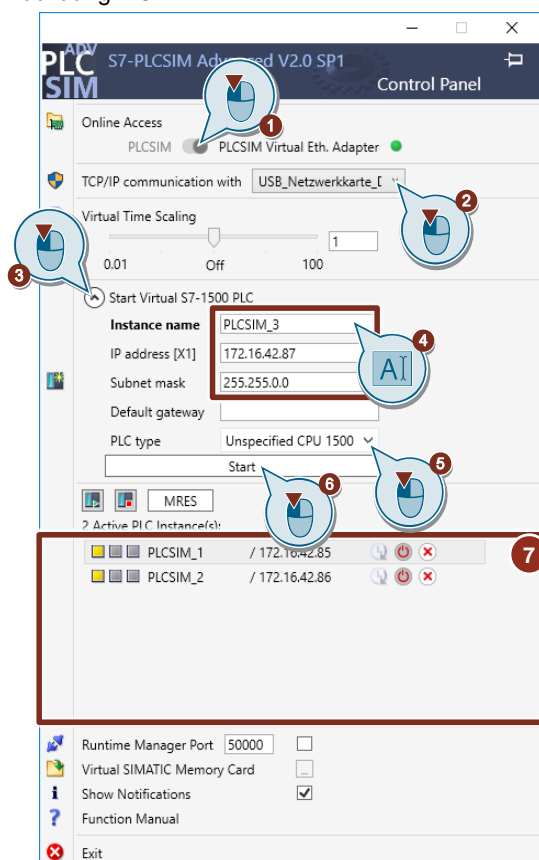 PLC ADV
SIM
S7-PLCSIM Advanced V2.0 SP1
Control Panel
Online Access
1
PLCSIM PLCSIM Virtual Eth. Adapter
TCP/IP communication with USB_Netzwerkkarte_[
2
Virtual Time Scaling
1
0.01 Off 100
3
Start Virtual S7-1500 PLC
Instance name PLCSIM_3
4
IP address [X1] 172.16.42.87
A
Subnet mask 255.255.0.0
Default gateway
PLC type Unspecified CPU 1500
5
Start
6
MRES
2 Active PLC Instance(s):
7
PLCSIM_1 / 172.16.42.85
PLCSIM_2 / 172.16.42.86
Runtime Manager Port 50000
Virtual SIMATIC Memory Card ...
Show Notifications
Function Manual
Exit